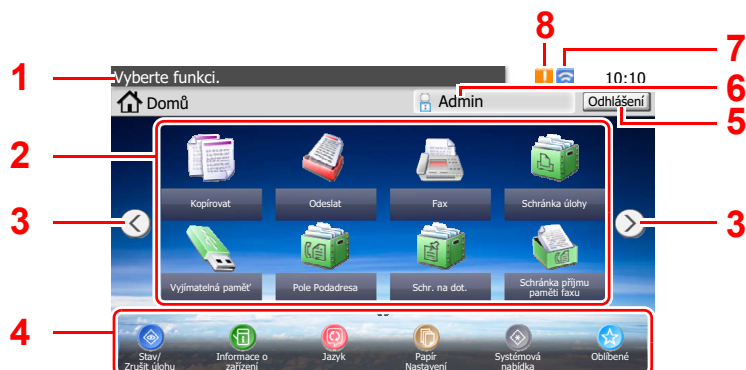 8
7
1
Vyberte funkci.
10:10
6
Domů
Admin
Odhlášení
5
2
Kopírovat
Odeslat
Fax
Schránka úlohy
3
3
Vyjímatelná paměť
Pole Podadresa
Schr. na dot.
Schránka příjmu
paměti faxu
4
Stav/
Zrušit úlohu
Informace o
zařízení
Jazyk
Papír
Nastavení
Systémová
nabídka
Oblíbené